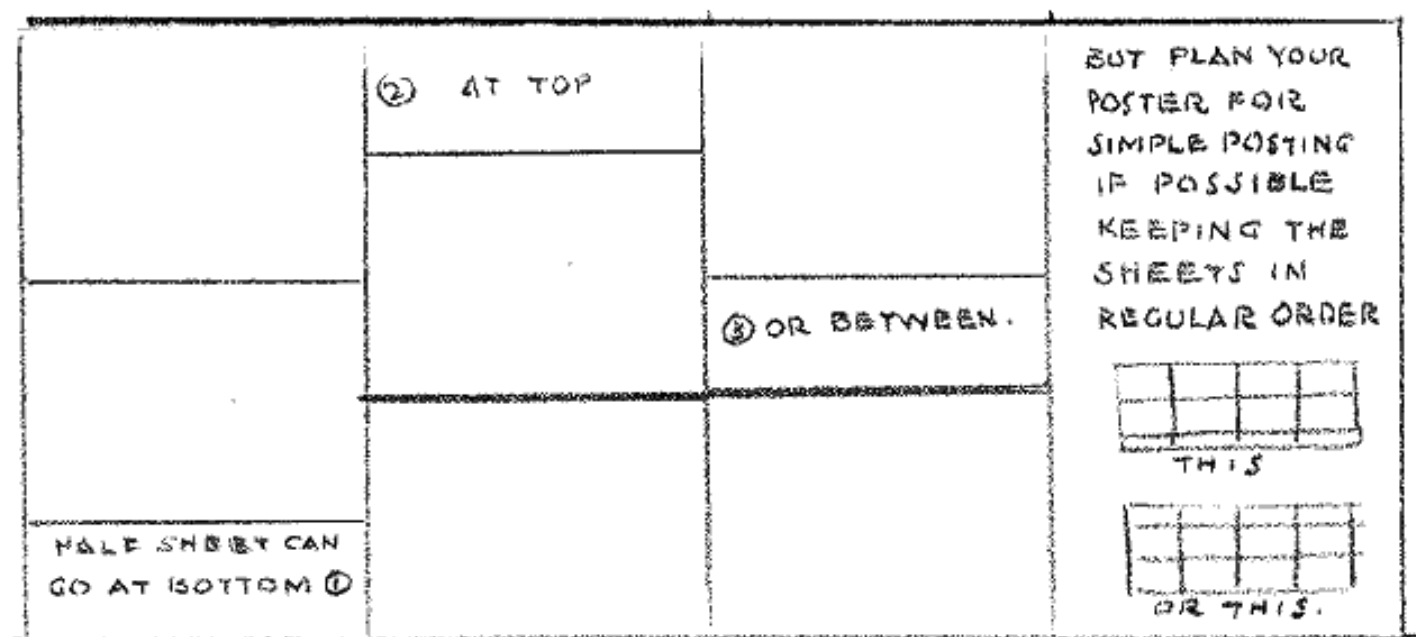 HALF SHEET CAN
GO AT BOTTOM ①
② AT TOP
③ OR BETWEEN.
BUT PLAN YOUR
POSTER FOR
SIMPLE POSTING
IF POSSIBLE
KEEPING THE
SHEETS IN
REGULAR ORDER
THIS
OR THIS.